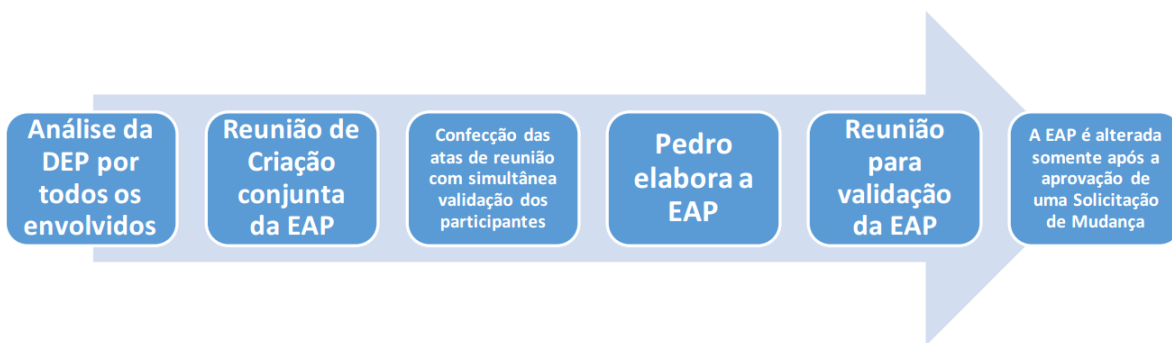 Análise da
DEP por
todos os
envolvidos
Reunião de
Criação
conjunta
da EAP
Confecção das
atas de reunião
com simultânea
validação dos
participantes
Pedro
elabora a
EAP
Reunião
para
validação
da EAP
A EAP é alterada
somente após a
aprovação de
uma Solicitação
de Mudança